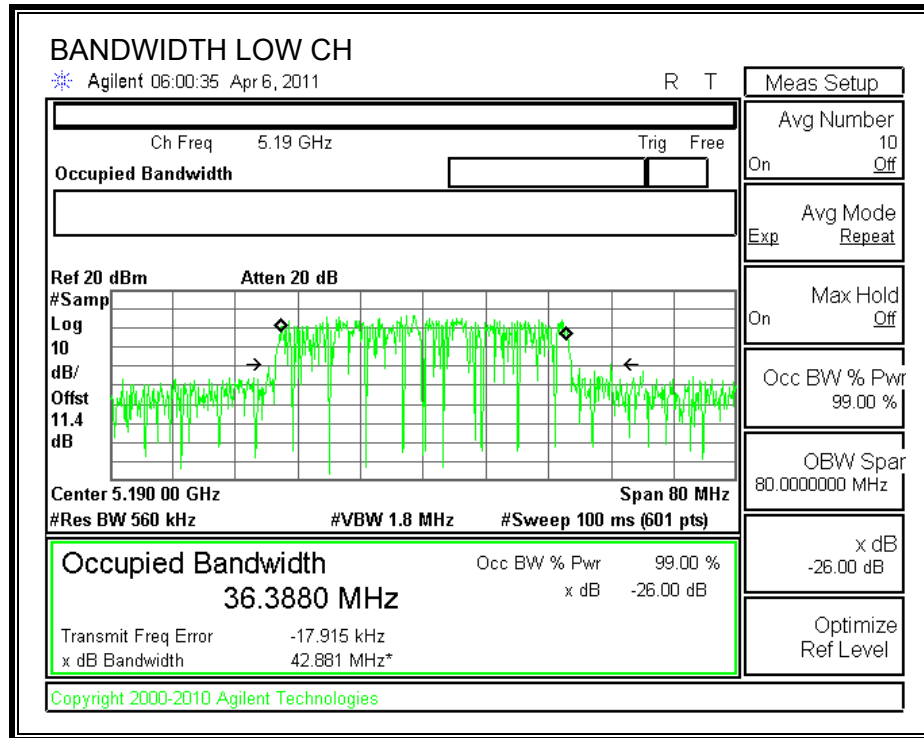 BANDWIDTH LOW CH
Agilent 06:00:35 Apr 6, 2011 R T
Ch Freq 5.19 GHz Trig Free
Occupied Bandwidth
Ref 20 dBm Atten 20 dB
#Samp
Log
10
dB/
Offst
11.4
dB
Center 5.190 00 GHz Span 80 MHz
#Res BW 560 kHz #VBW 1.8 MHz #Sweep 100 ms (601 pts)
Occupied Bandwidth Occ BW % Pwr 99.00 %
36.3880 MHz x dB -26.00 dB
Transmit Freq Error -17.915 kHz
x dB Bandwidth 42.881 MHz*
Copyright 2000-2010 Agilent Technologies
Meas Setup
Avg Number
10
On Off
Avg Mode
Exp Repeat
Max Hold
On Off
Occ BW % Pwr
99.00 %
OBW Span
80.0000000 MHz
x dB
-26.00 dB
Optimize
Ref Level